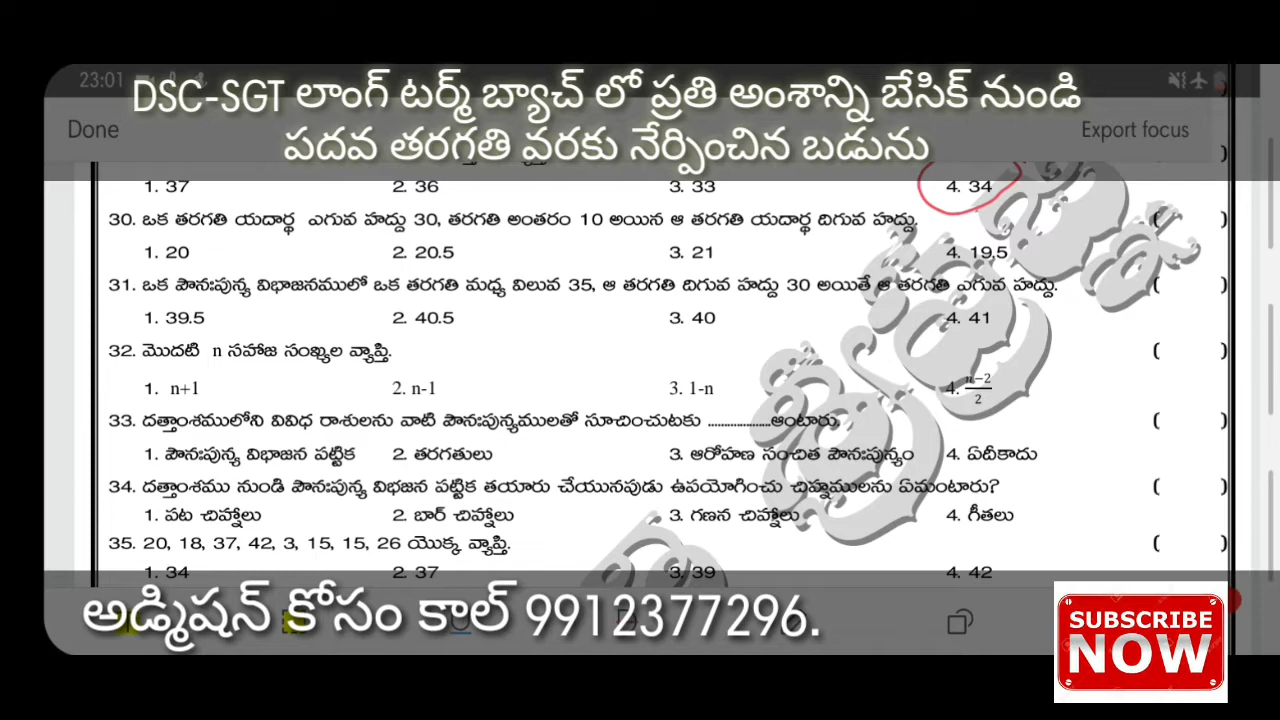 23:01
DSC-SGT లాంగ్ టర్మ్ బ్యాచ్ లో ప్రతి అంశాన్ని బేసిక్ నుండి
Done
Export focus
పదవ తరగతి వరకు నేర్పించిన బడును
1. 37 2. 36 3. 33 4. 34
30. ఒక తరగతి యదార్థ ఎగువ హద్దు 30, తరగతి అంతరం 10 అయిన ఆ తరగతి యదార్థ దిగువ హద్దు. ( )
1. 20 2. 20.5 3. 21 4. 19.5
31. ఒక పౌనఃపున్య విభాజనములో ఒక తరగతి మధ్య విలువ 35, ఆ తరగతి దిగువ హద్దు 30 అయితే ఆ తరగతి ఎగువ హద్దు. ( )
1. 39.5 2. 40.5 3. 40 4. 41
32. మొదటి n సహాజ సంఖ్యల వ్యాప్తి. ( )
1. n+1 2. n-1 3. 1-n 4. n−2/2
33. దత్తాంశములోని వివిధ రాశులను వాటి పౌనఃపున్యములతో సూచించుటకు ....................ఆంటారు. ( )
1. పౌనఃపున్య విభాజన పట్టిక 2. తరగతులు 3. ఆరోహణ సంచిత పౌనఃపున్యం 4. ఏదీకాదు
34. దత్తాంశము నుండి పౌనఃపున్య విభజన పట్టిక తయారు చేయునపుడు ఉపయోగించు చిహ్నములను ఏమంటారు? ( )
1. పట చిహ్నాలు 2. బార్ చిహ్నాలు 3. గణన చిహ్నాలు 4. గీతలు
35. 20, 18, 37, 42, 3, 15, 15, 26 యొక్క వ్యాప్తి. ( )
1. 34 2. 37 3. 39 4. 42
అడ్మిషన్ కోసం కాల్ 9912377296.
SUBSCRIBE
NOW